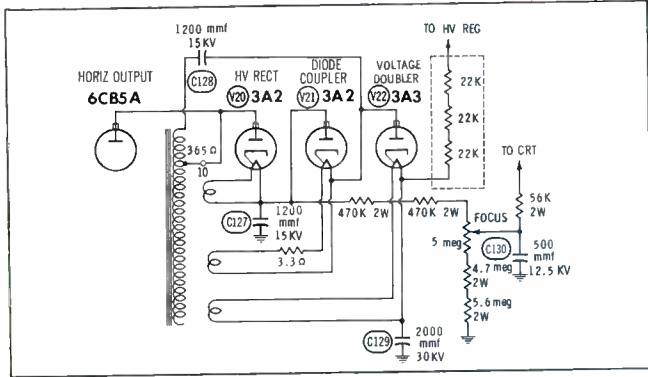 1200 mmf
15 KV
C128
HORIZ OUTPUT
6CB5A
HV RECT
V20 3A2
DIODE
COUPLER
V21 3A2
VOLTAGE
DOUBLER
V22 3A3
TO HV REG
22K
22K
22K
365 Ω
10
TO CRT
56K
2W
C127
1200
mmf
15KV
470K 2W
470K 2W
FOCUS
5 meg
C130
500
mmf
12.5 KV
3.3 Ω
4.7 meg
2W
5.6 meg
2W
C129
2000
mmf
30KV